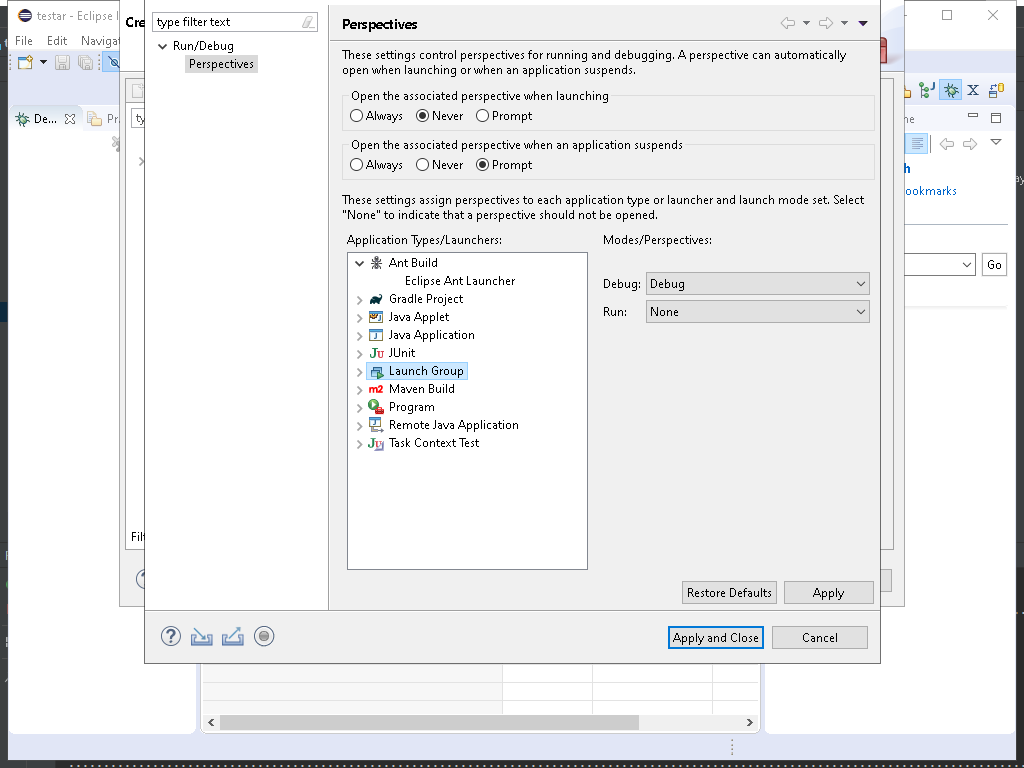 testar - Eclipse I
File Edit Navigat
De...
Pr
Cre
ty
Filt
type filter text
Run/Debug
Perspectives
Perspectives
These settings control perspectives for running and debugging. A perspective can automatically
open when launching or when an application suspends.
Open the associated perspective when launching
Always Never Prompt
Open the associated perspective when an application suspends
Always Never Prompt
These settings assign perspectives to each application type or launcher and launch mode set. Select
"None" to indicate that a perspective should not be opened.
Application Types/Launchers:
Modes/Perspectives:
Ant Build
Eclipse Ant Launcher
Gradle Project
Java Applet
Java Application
JUnit
Launch Group
Maven Build
Program
Remote Java Application
Task Context Test
Debug: Debug
Run: None
Restore Defaults Apply
Apply and Close Cancel
ne
h
ookmarks
Go